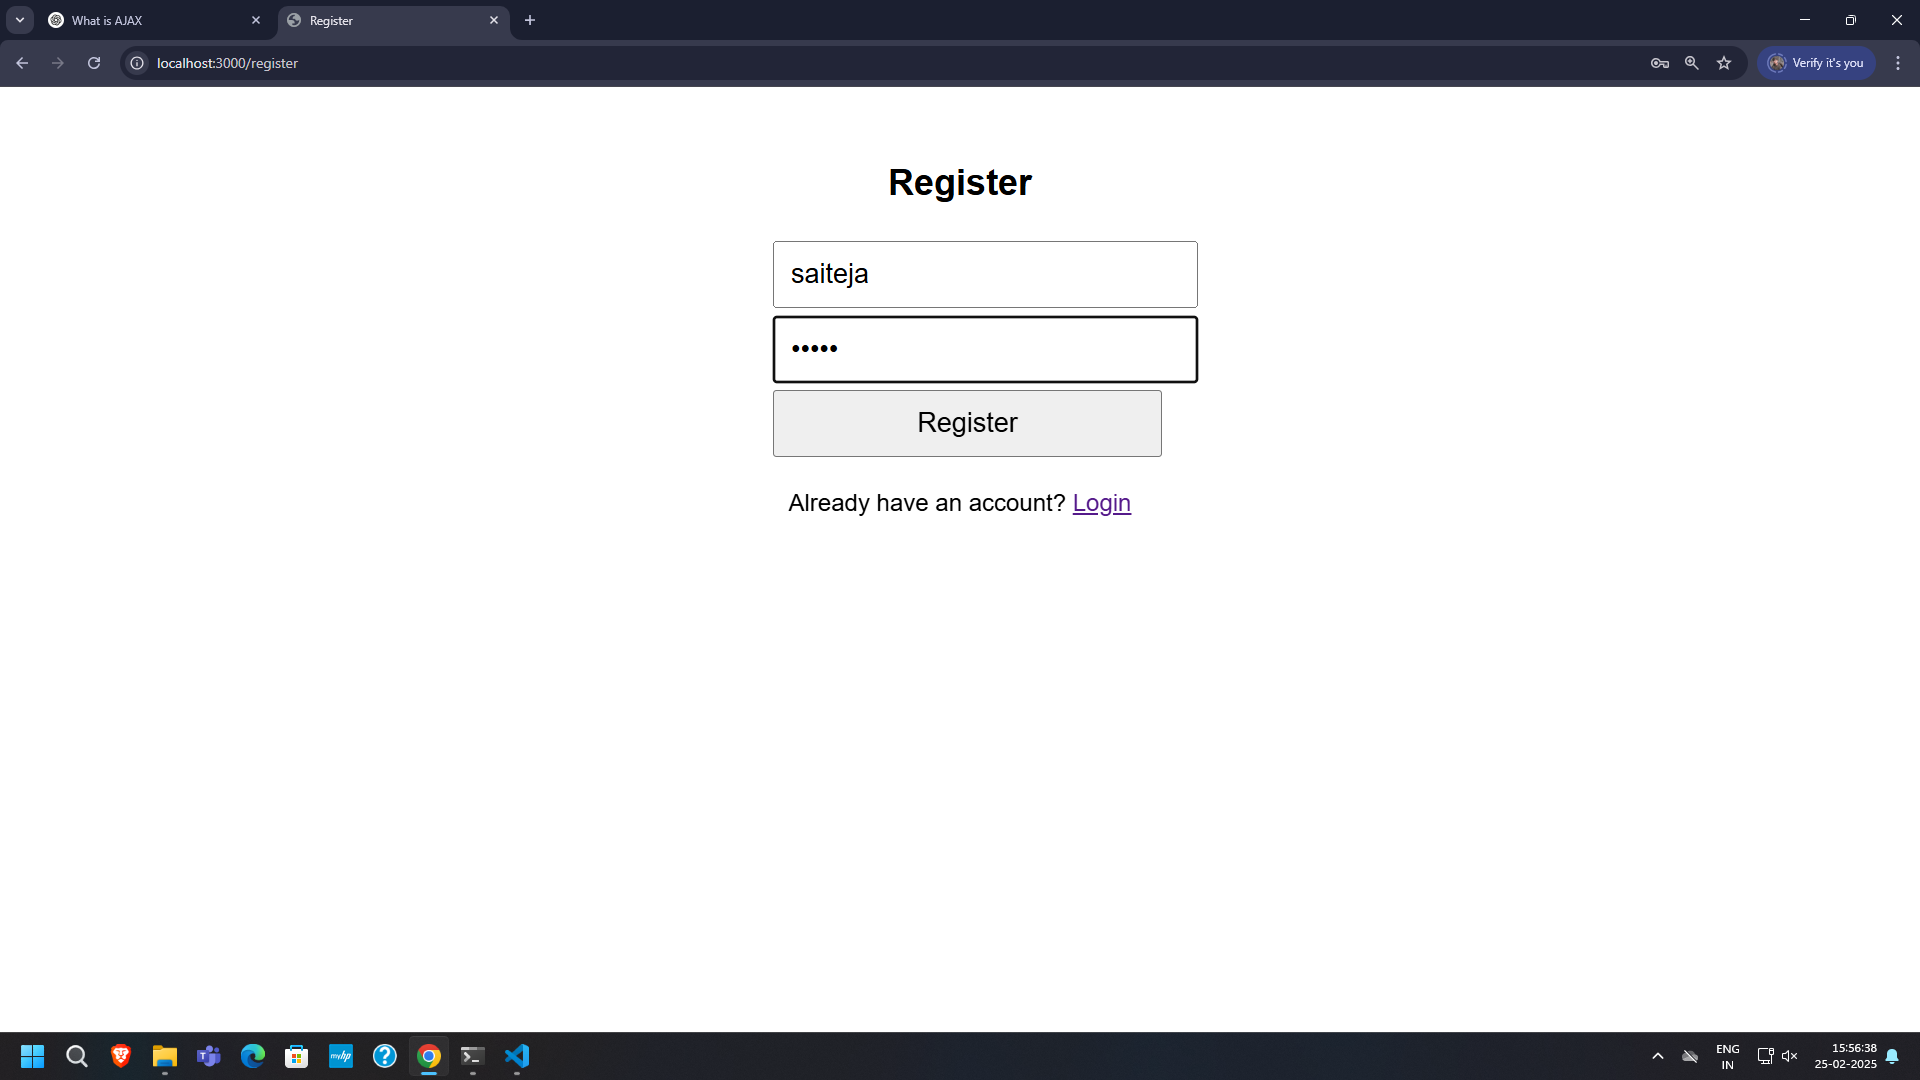 What is AJAX
Register
localhost:3000/register
Verify it's you
Register
saiteja
•••••
Register
Already have an account? Login
myhp
ENG
IN
15:56:38
25-02-2025